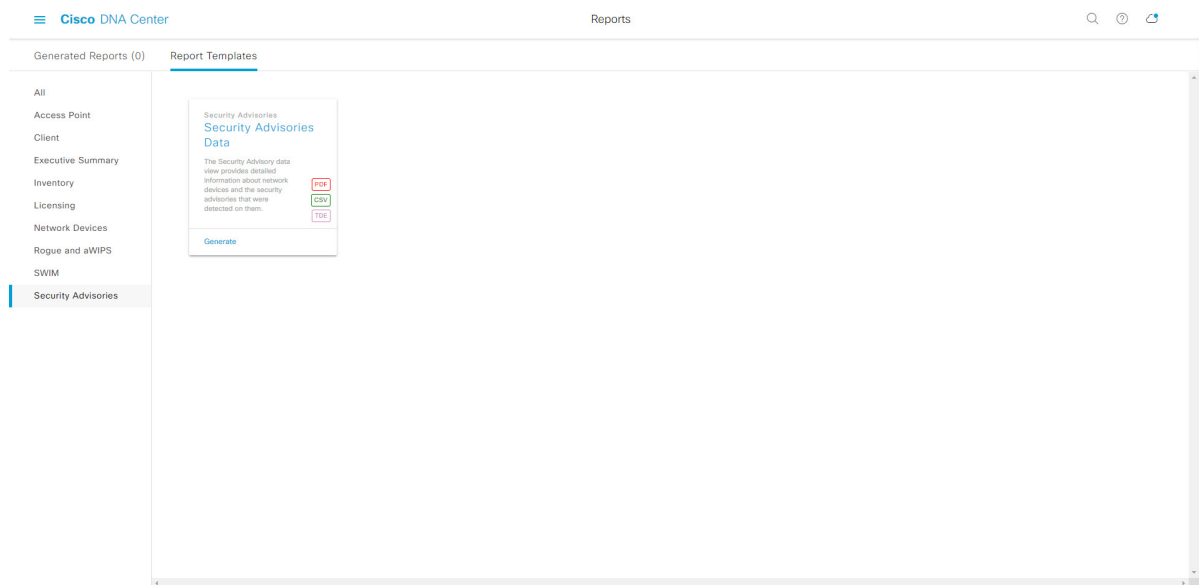 Cisco DNA Center
Reports
Generated Reports (0)
Report Templates
All
Access Point
Client
Executive Summary
Inventory
Licensing
Network Devices
Rogue and aWIPS
SWIM
Security Advisories
Security Advisories
Security Advisories
Data
The Security Advisory data
view provides detailed
information about network
devices and the security
advisories that were
detected on them.
PDF
CSV
TDE
Generate